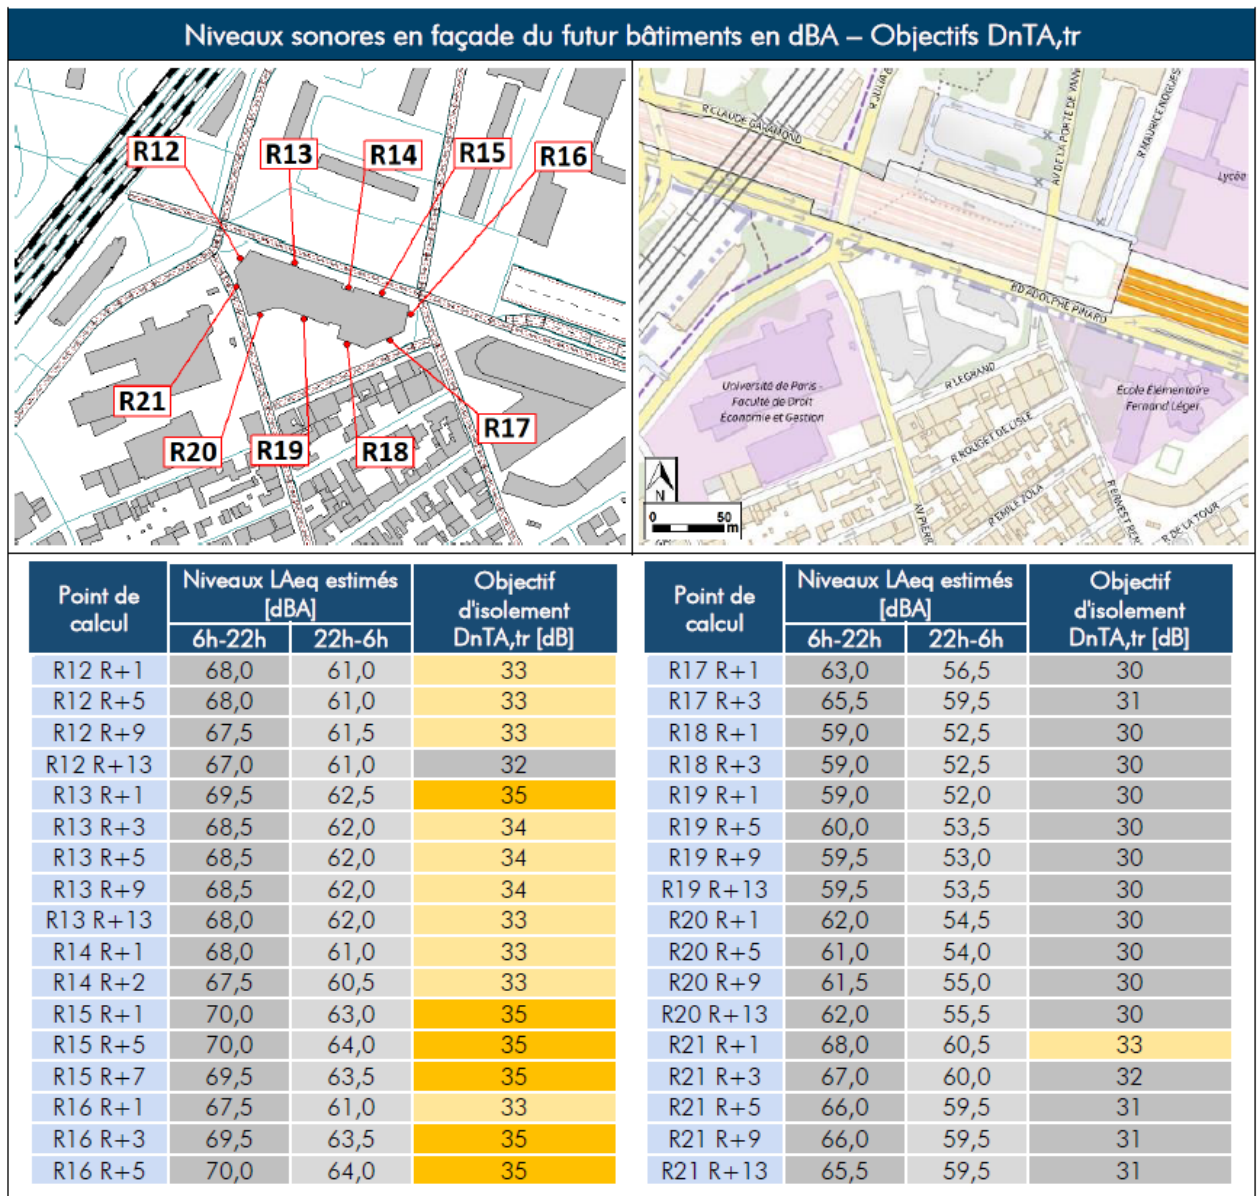 Niveaux sonores en façade du futur bâtiments en dBA – Objectifs DnTA,tr
R12
R13
R14
R15
R16
R21
R20
R19
R18
R17
R CLAUDE GARAMOND
AV DE LA PORTE DE VANV
R MAURICE NOGUES
Lycée
BD ADOLPHE PINARD
R LEGRAND
Université de Paris -
Faculté de Droit
Économie et Gestion
École Élémentaire
Fernand Léger
R ROUGET DE LISLE
R EMILE ZOLA
R ERNEST REN
R DE LA TOUR
AV PIERRE
N
0 50
m
Point de calcul | Niveaux LAeq estimés [dBA] | Objectif d'isolement DnTA,tr [dB]
6h-22h 22h-6h
R12 R+1 68,0 61,0 33
R12 R+5 68,0 61,0 33
R12 R+9 67,5 61,5 33
R12 R+13 67,0 61,0 32
R13 R+1 69,5 62,5 35
R13 R+3 68,5 62,0 34
R13 R+5 68,5 62,0 34
R13 R+9 68,5 62,0 34
R13 R+13 68,0 62,0 33
R14 R+1 68,0 61,0 33
R14 R+2 67,5 60,5 33
R15 R+1 70,0 63,0 35
R15 R+5 70,0 64,0 35
R15 R+7 69,5 63,5 35
R16 R+1 67,5 61,0 33
R16 R+3 69,5 63,5 35
R16 R+5 70,0 64,0 35
Point de calcul | Niveaux LAeq estimés [dBA] | Objectif d'isolement DnTA,tr [dB]
6h-22h 22h-6h
R17 R+1 63,0 56,5 30
R17 R+3 65,5 59,5 31
R18 R+1 59,0 52,5 30
R18 R+3 59,0 52,5 30
R19 R+1 59,0 52,0 30
R19 R+5 60,0 53,5 30
R19 R+9 59,5 53,0 30
R19 R+13 59,5 53,5 30
R20 R+1 62,0 54,5 30
R20 R+5 61,0 54,0 30
R20 R+9 61,5 55,0 30
R20 R+13 62,0 55,5 30
R21 R+1 68,0 60,5 33
R21 R+3 67,0 60,0 32
R21 R+5 66,0 59,5 31
R21 R+9 66,0 59,5 31
R21 R+13 65,5 59,5 31